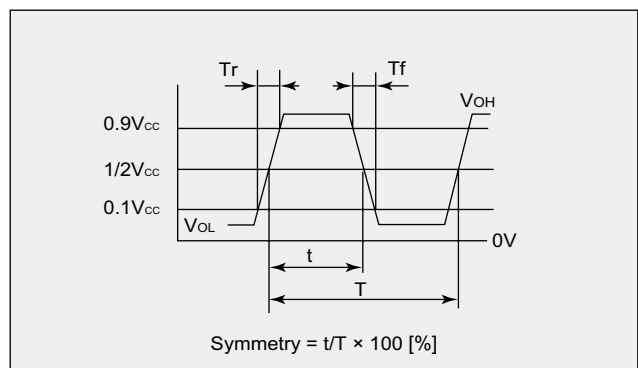 Tr
Tf
VOH
0.9Vcc
1/2Vcc
0.1Vcc
VOL
0V
t
T
Symmetry = t/T × 100 [%]